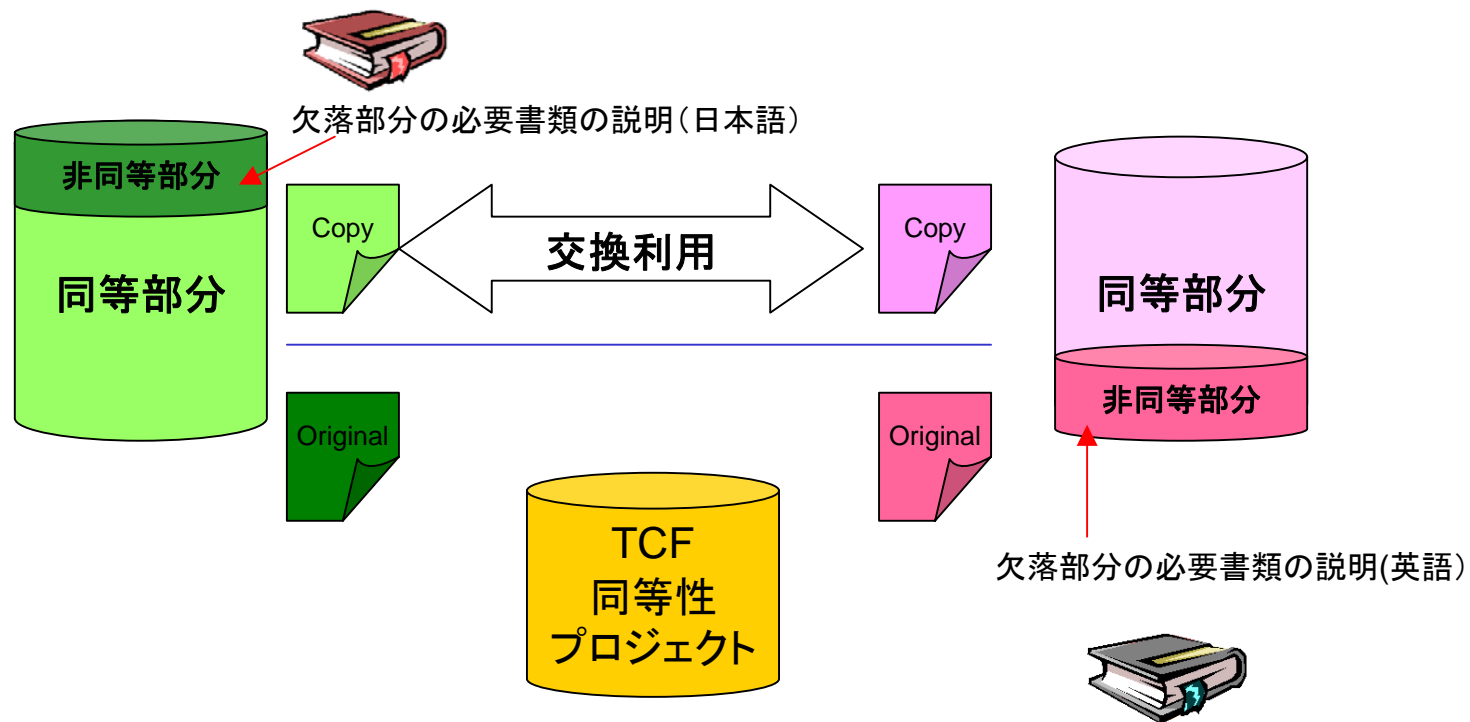 欠落部分の必要書類の説明（日本語）
非同等部分
同等部分
Copy
交換利用
Copy
同等部分
非同等部分
Original
Original
TCF
同等性
プロジェクト
欠落部分の必要書類の説明(英語）